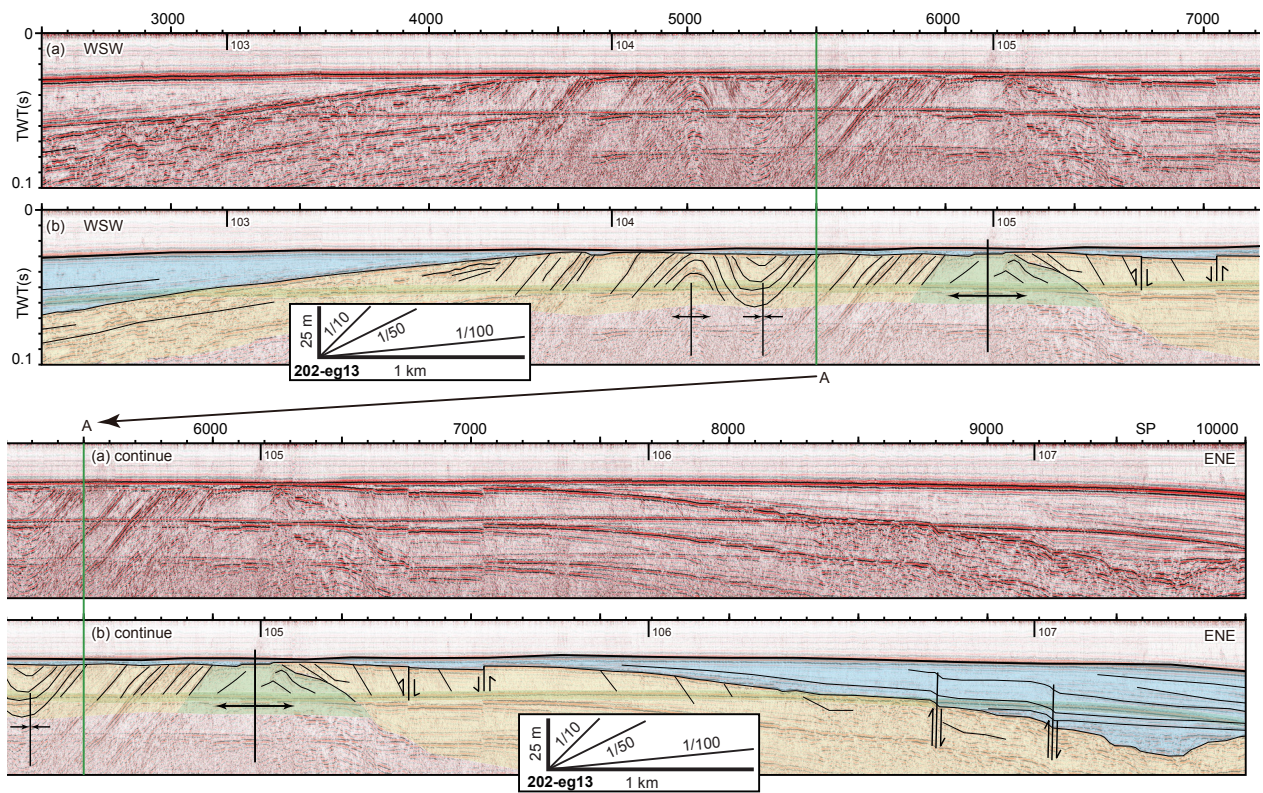 3000 4000 5000 6000 7000
0
(a) WSW 103 104 105
TWT(s)
0.1
0
(b) WSW 103 104 105
TWT(s)
25 m 1/10 1/50 1/100
202-eg13 1 km
0.1
A
A 6000 7000 8000 9000 SP 10000
(a) continue 105 106 107 ENE
(b) continue 105 106 107 ENE
25 m 1/10 1/50 1/100
202-eg13 1 km